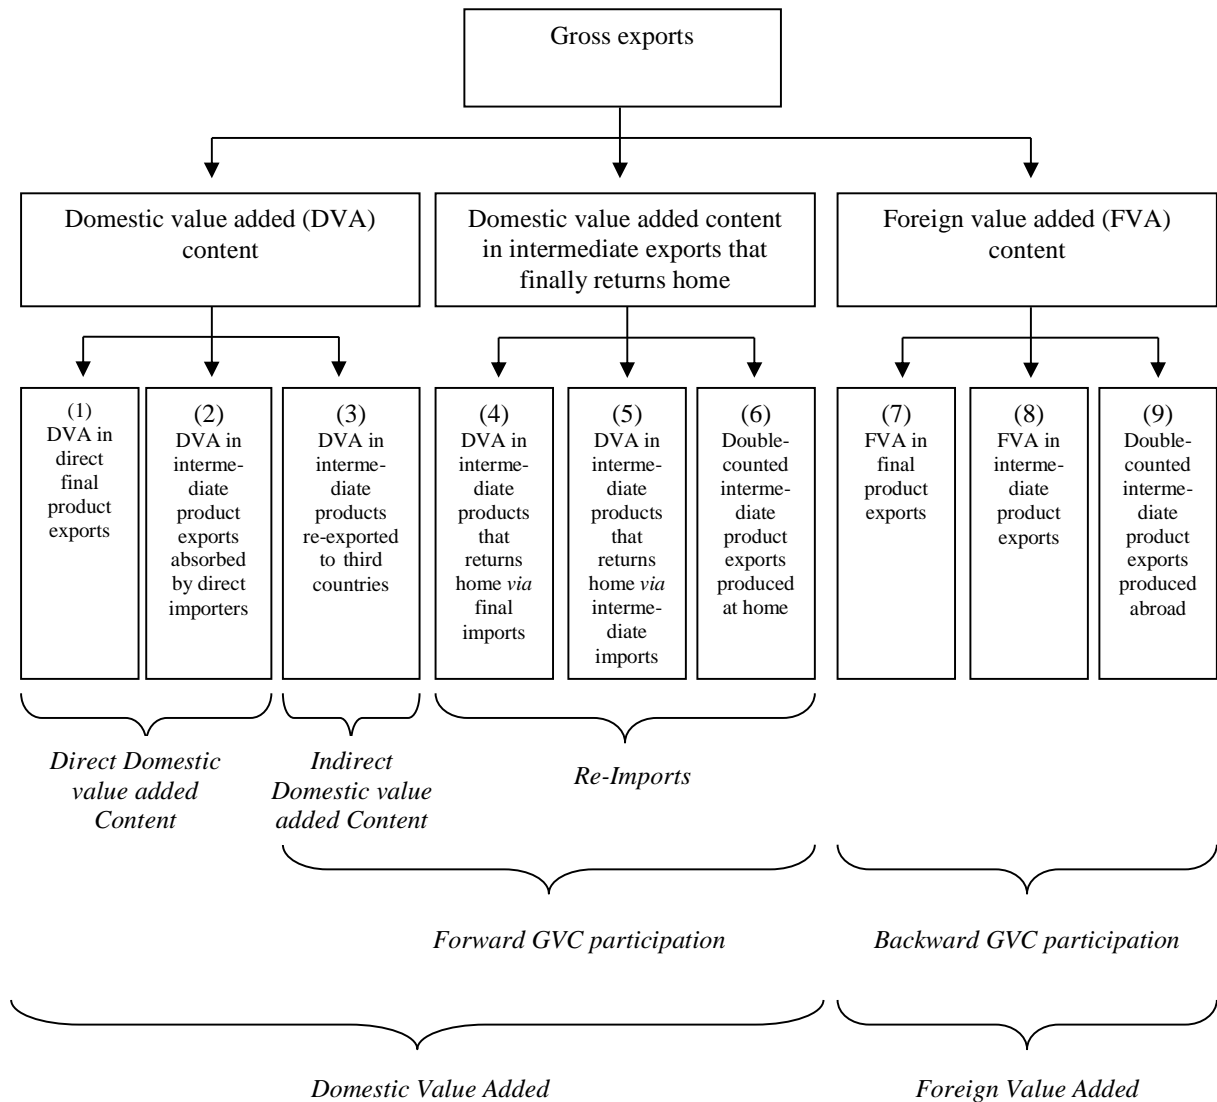 Gross exports
Domestic value added (DVA)
content
Domestic value added content
in intermediate exports that
finally returns home
Foreign value added (FVA)
content
(1)
DVA in
direct
final
product
exports
(2)
DVA in
interme-
diate
product
exports
absorbed
by direct
importers
(3)
DVA in
interme-
diate
products
re-exported
to third
countries
(4)
DVA in
interme-
diate
products
that
returns
home via
final
imports
(5)
DVA in
interme-
diate
products
that
returns
home via
interme-
diate
imports
(6)
Double-
counted
interme-
diate
product
exports
produced
at home
(7)
FVA in
final
product
exports
(8)
FVA in
interme-
diate
product
exports
(9)
Double-
counted
interme-
diate
product
exports
produced
abroad
Direct Domestic
value added
Content
Indirect
Domestic value
added Content
Re-Imports
Forward GVC participation
Backward GVC participation
Domestic Value Added
Foreign Value Added